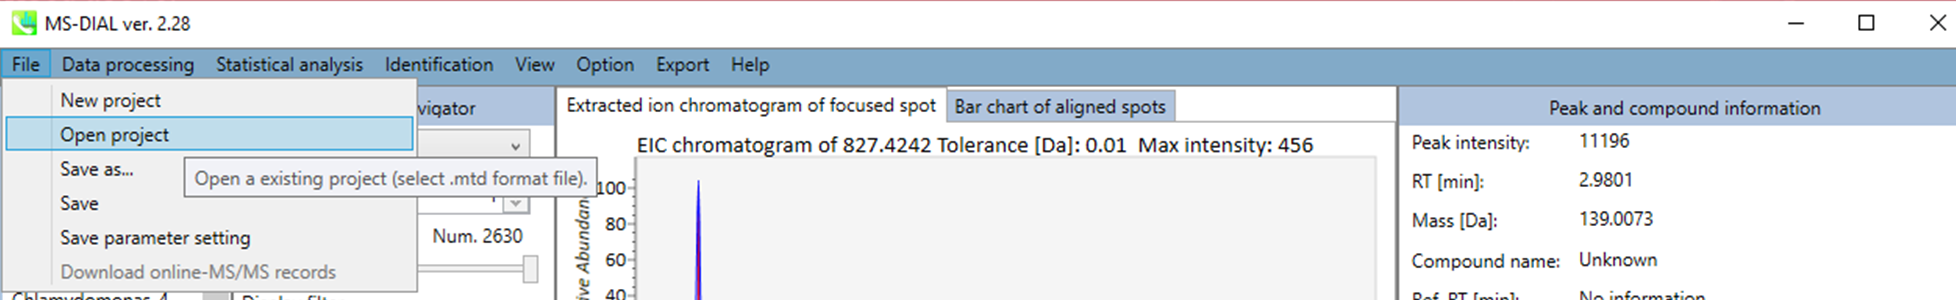 MS-DIAL ver. 2.28
File Data processing Statistical analysis Identification View Option Export Help
New project
Open project
Save as...
Save
Save parameter setting
Download online-MS/MS records
Open a existing project (select .mtd format file).
vigator
Num. 2630
Chlamydomonas_4
Extracted ion chromatogram of focused spot Bar chart of aligned spots
EIC chromatogram of 827.4242 Tolerance [Da]: 0.01 Max intensity: 456
100
80
60
40
ive Abundan
Peak and compound information
Peak intensity: 11196
RT [min]: 2.9801
Mass [Da]: 139.0073
Compound name: Unknown
Ref. RT [min]: No information